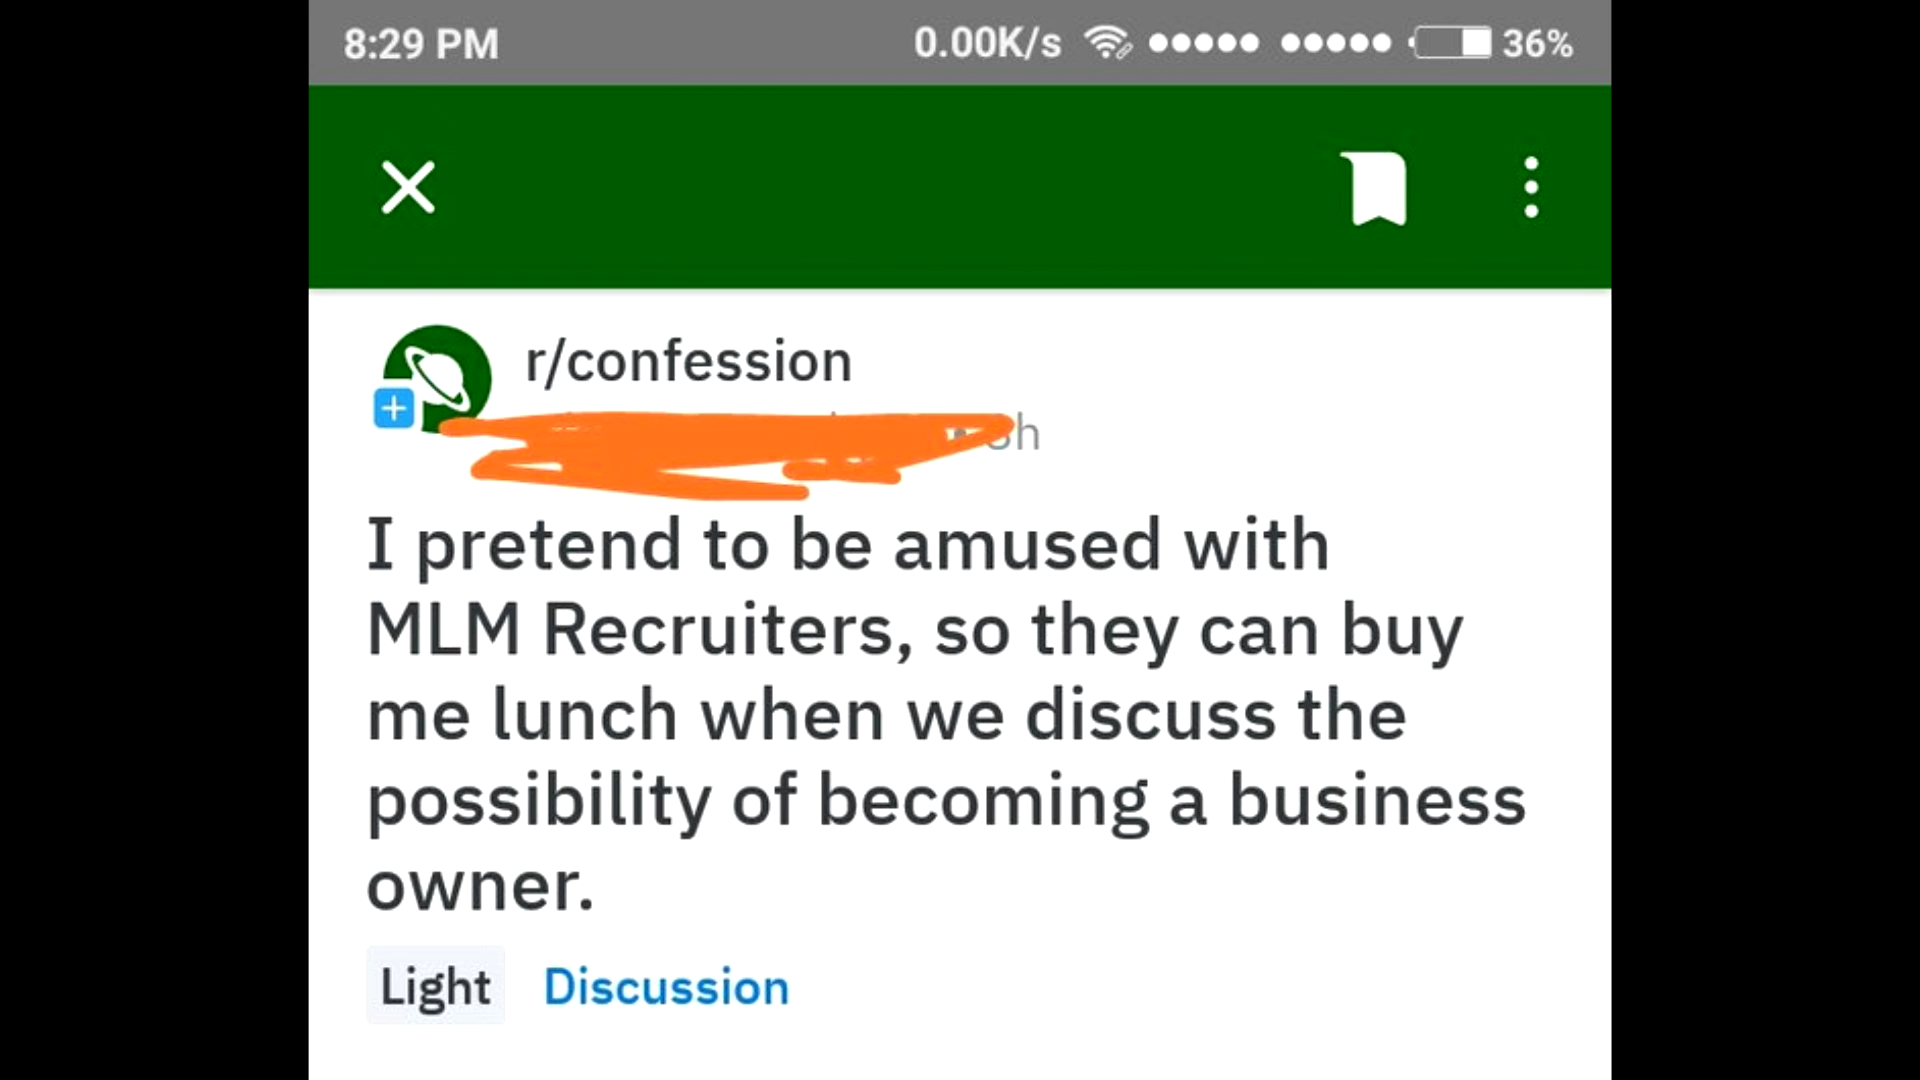 8:29 PM 0.00K/s 36%
r/confession
h
I pretend to be amused with
MLM Recruiters, so they can buy
me lunch when we discuss the
possibility of becoming a business
owner.
Light Discussion